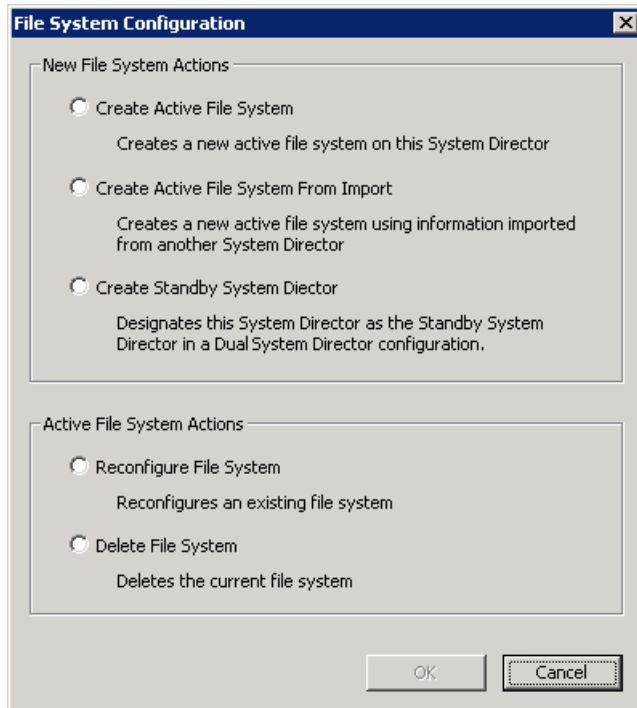 File System Configuration
New File System Actions
Create Active File System
Creates a new active file system on this System Director
Create Active File System From Import
Creates a new active file system using information imported
from another System Director
Create Standby System Diector
Designates this System Director as the Standby System
Director in a Dual System Director configuration.
Active File System Actions
Reconfigure File System
Reconfigures an existing file system
Delete File System
Deletes the current file system
OK
Cancel